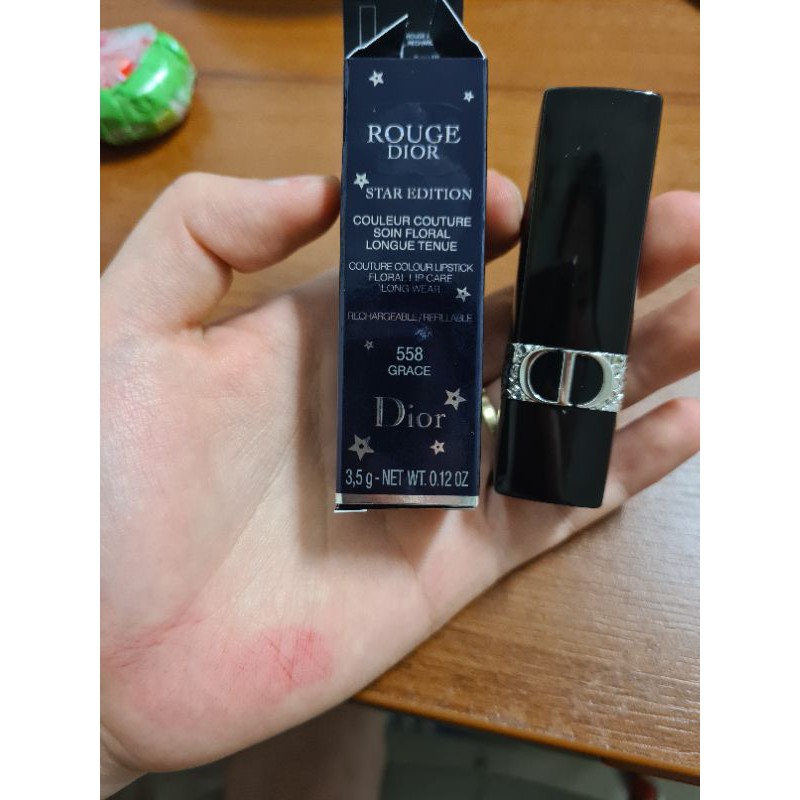 ROUGE
DIOR
STAR EDITION
COULEUR COUTURE
SOIN FLORAL
LONGUE TENUE
COUTURE COLOUR LIPSTICK
FLORAL LIP CARE
LONG WEAR
RECHARGEABLE/REFILLABLE
558
GRACE
Dior
3,5 g - NET WT. 0.12 OZ